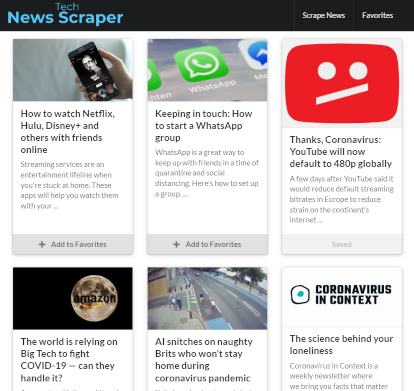 Tech
News Scraper
Scrape News
Favorites
WhatsApp
How to watch Netflix,
Hulu, Disney+ and
others with friends
online
Streaming services are an
entertainment lifeline when
you're stuck at home. These
apps will help you watch them
with your ...
+ Add to Favorites
Keeping in touch: How
to start a WhatsApp
group
WhatsApp is a great way to
keep up with friends in a time of
quarantine and social
distancing. Here's how to set up
a group. ...
+ Add to Favorites
Thanks, Coronavirus:
YouTube will now
default to 480p globally
A few days after YouTube said it
would reduce default streaming
bitrates in Europe to reduce
strain on the continent's
internet ...
Saved
amazon
The world is relying on
Big Tech to fight
COVID-19 — can they
handle it?
AI snitches on naughty
Brits who won't stay
home during
coronavirus pandemic
CORONAVIRUS
IN CONTEXT
The science behind your
loneliness
Coronavirus in Context is a
weekly newsletter where
we bring you facts that matter